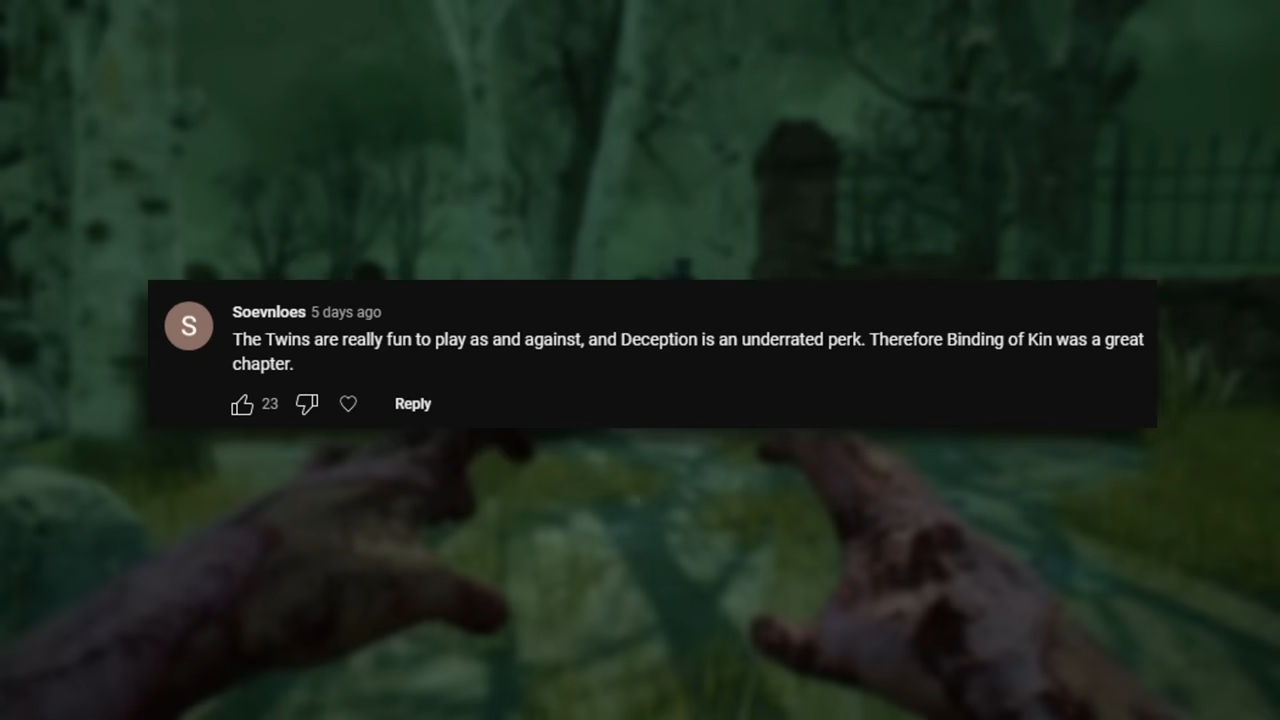 S
Soevnloes 5 days ago
The Twins are really fun to play as and against, and Deception is an underrated perk. Therefore Binding of Kin was a great
chapter.
23 Reply